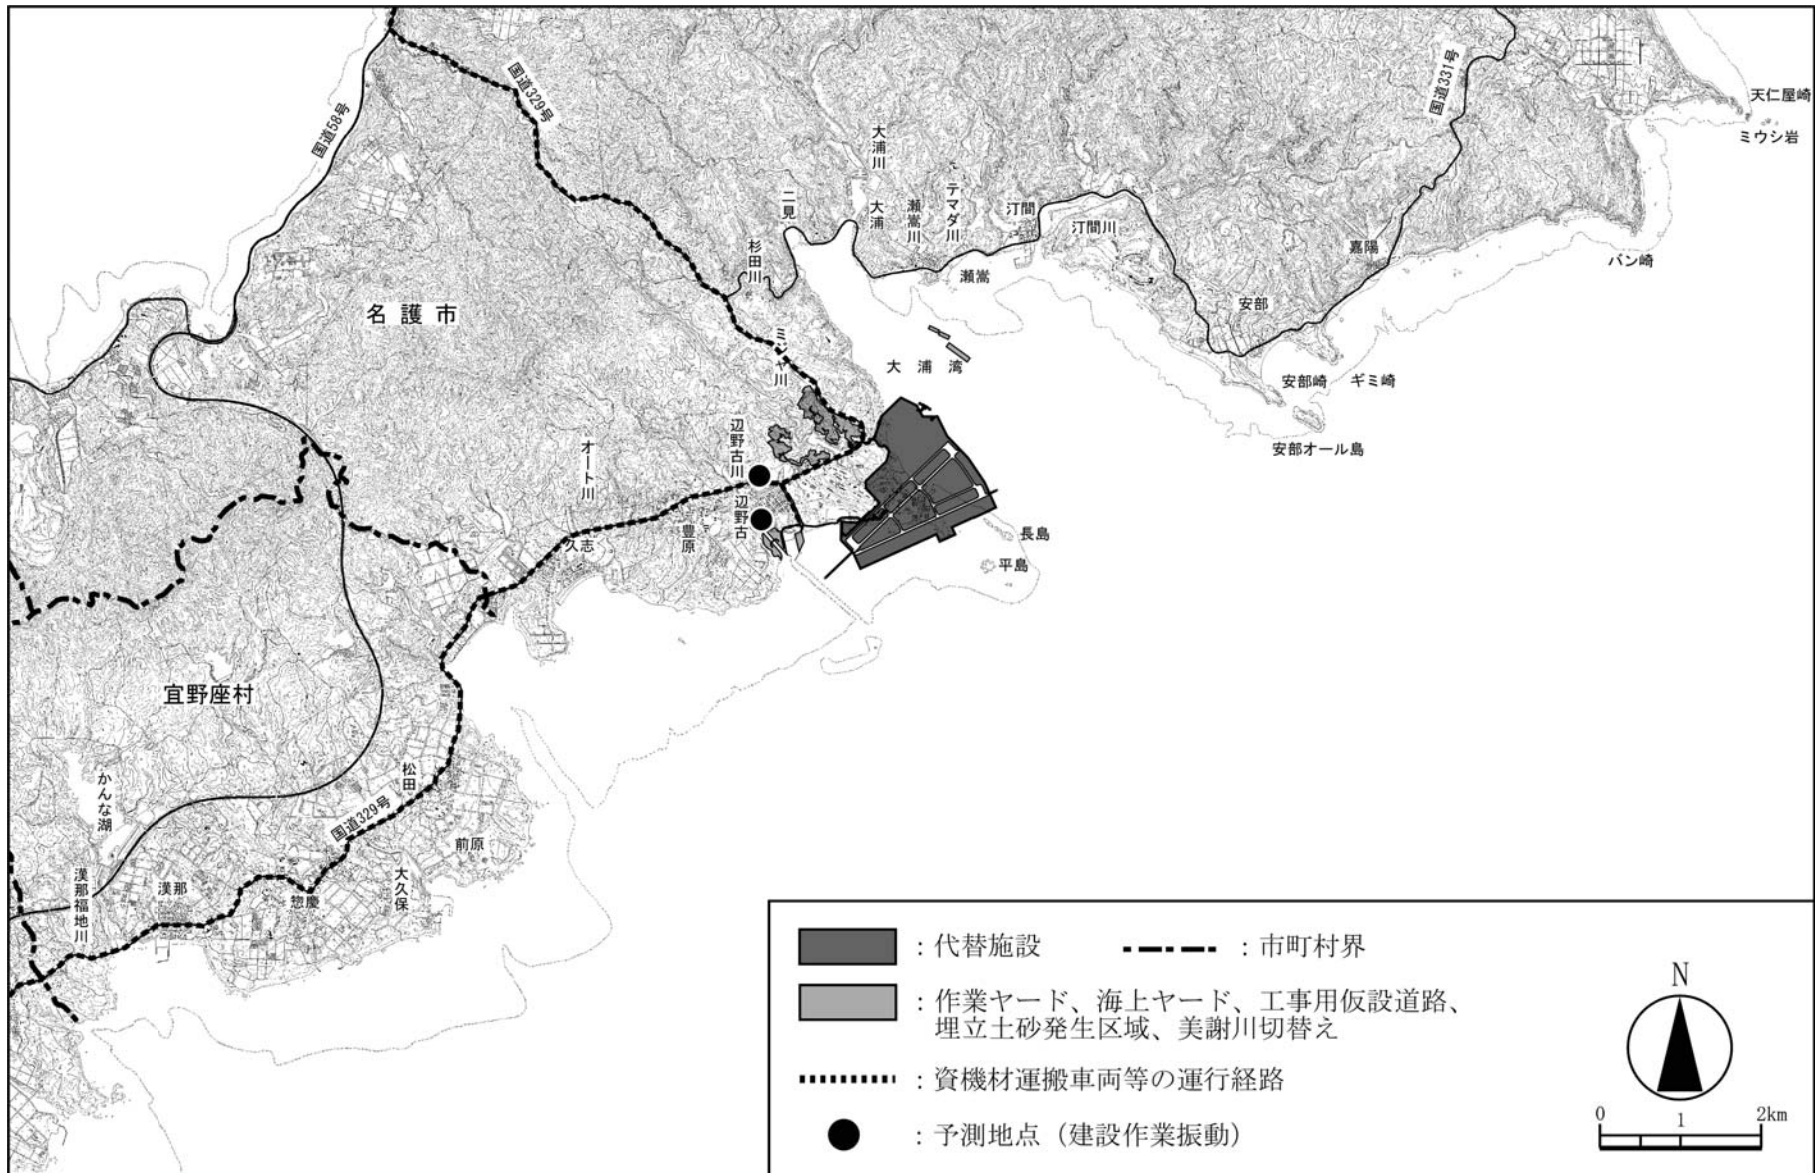 国道58号
国道329号
国道331号
天仁屋崎
ミウシ岩
バン崎
大浦川
大浦
瀬嵩川
テマダ川
汀間
汀間川
二見
杉田川
瀬嵩
嘉陽
安部
名護市
ミジャ川
大浦湾
安部崎
ギミ崎
安部オール島
辺野古川
オート川
辺野古
豊原
久志
長島
平島
宜野座村
かんな湖
松田
国道329号
前原
大久保
漢那福地川
漢那
惣慶
：代替施設
：市町村界
：作業ヤード、海上ヤード、工事用仮設道路、
埋立土砂発生区域、美謝川切替え
：資機材運搬車両等の運行経路
：予測地点（建設作業振動）
N
0 1 2km